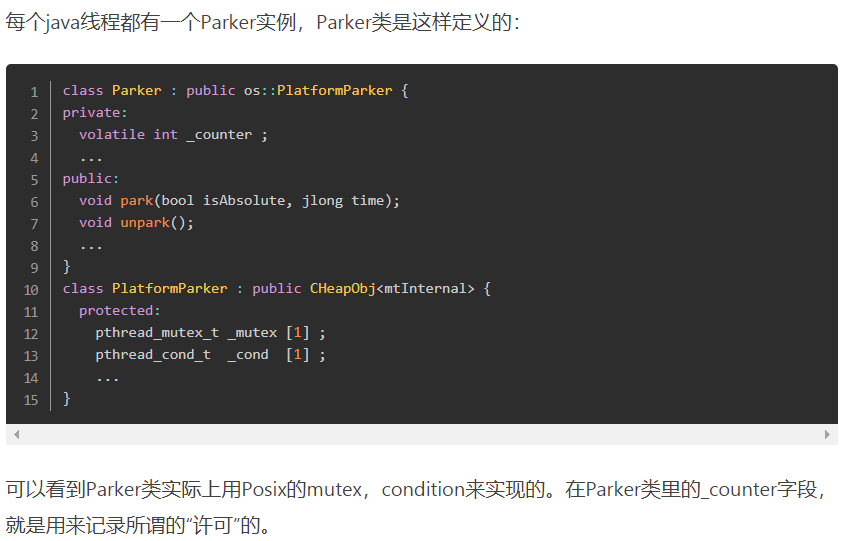 每个java线程都有一个Parker实例，Parker类是这样定义的：
1 class Parker : public os::PlatformParker {
2 private:
3   volatile int _counter ;
4   ...
5 public:
6   void park(bool isAbsolute, jlong time);
7   void unpark();
8   ...
9 }
10 class PlatformParker : public CHeapObj<mtInternal> {
11   protected:
12     pthread_mutex_t _mutex [1] ;
13     pthread_cond_t  _cond  [1] ;
14     ...
15 }
可以看到Parker类实际上用Posix的mutex，condition来实现的。在Parker类里的_counter字段，
就是用来记录所谓的“许可”的。